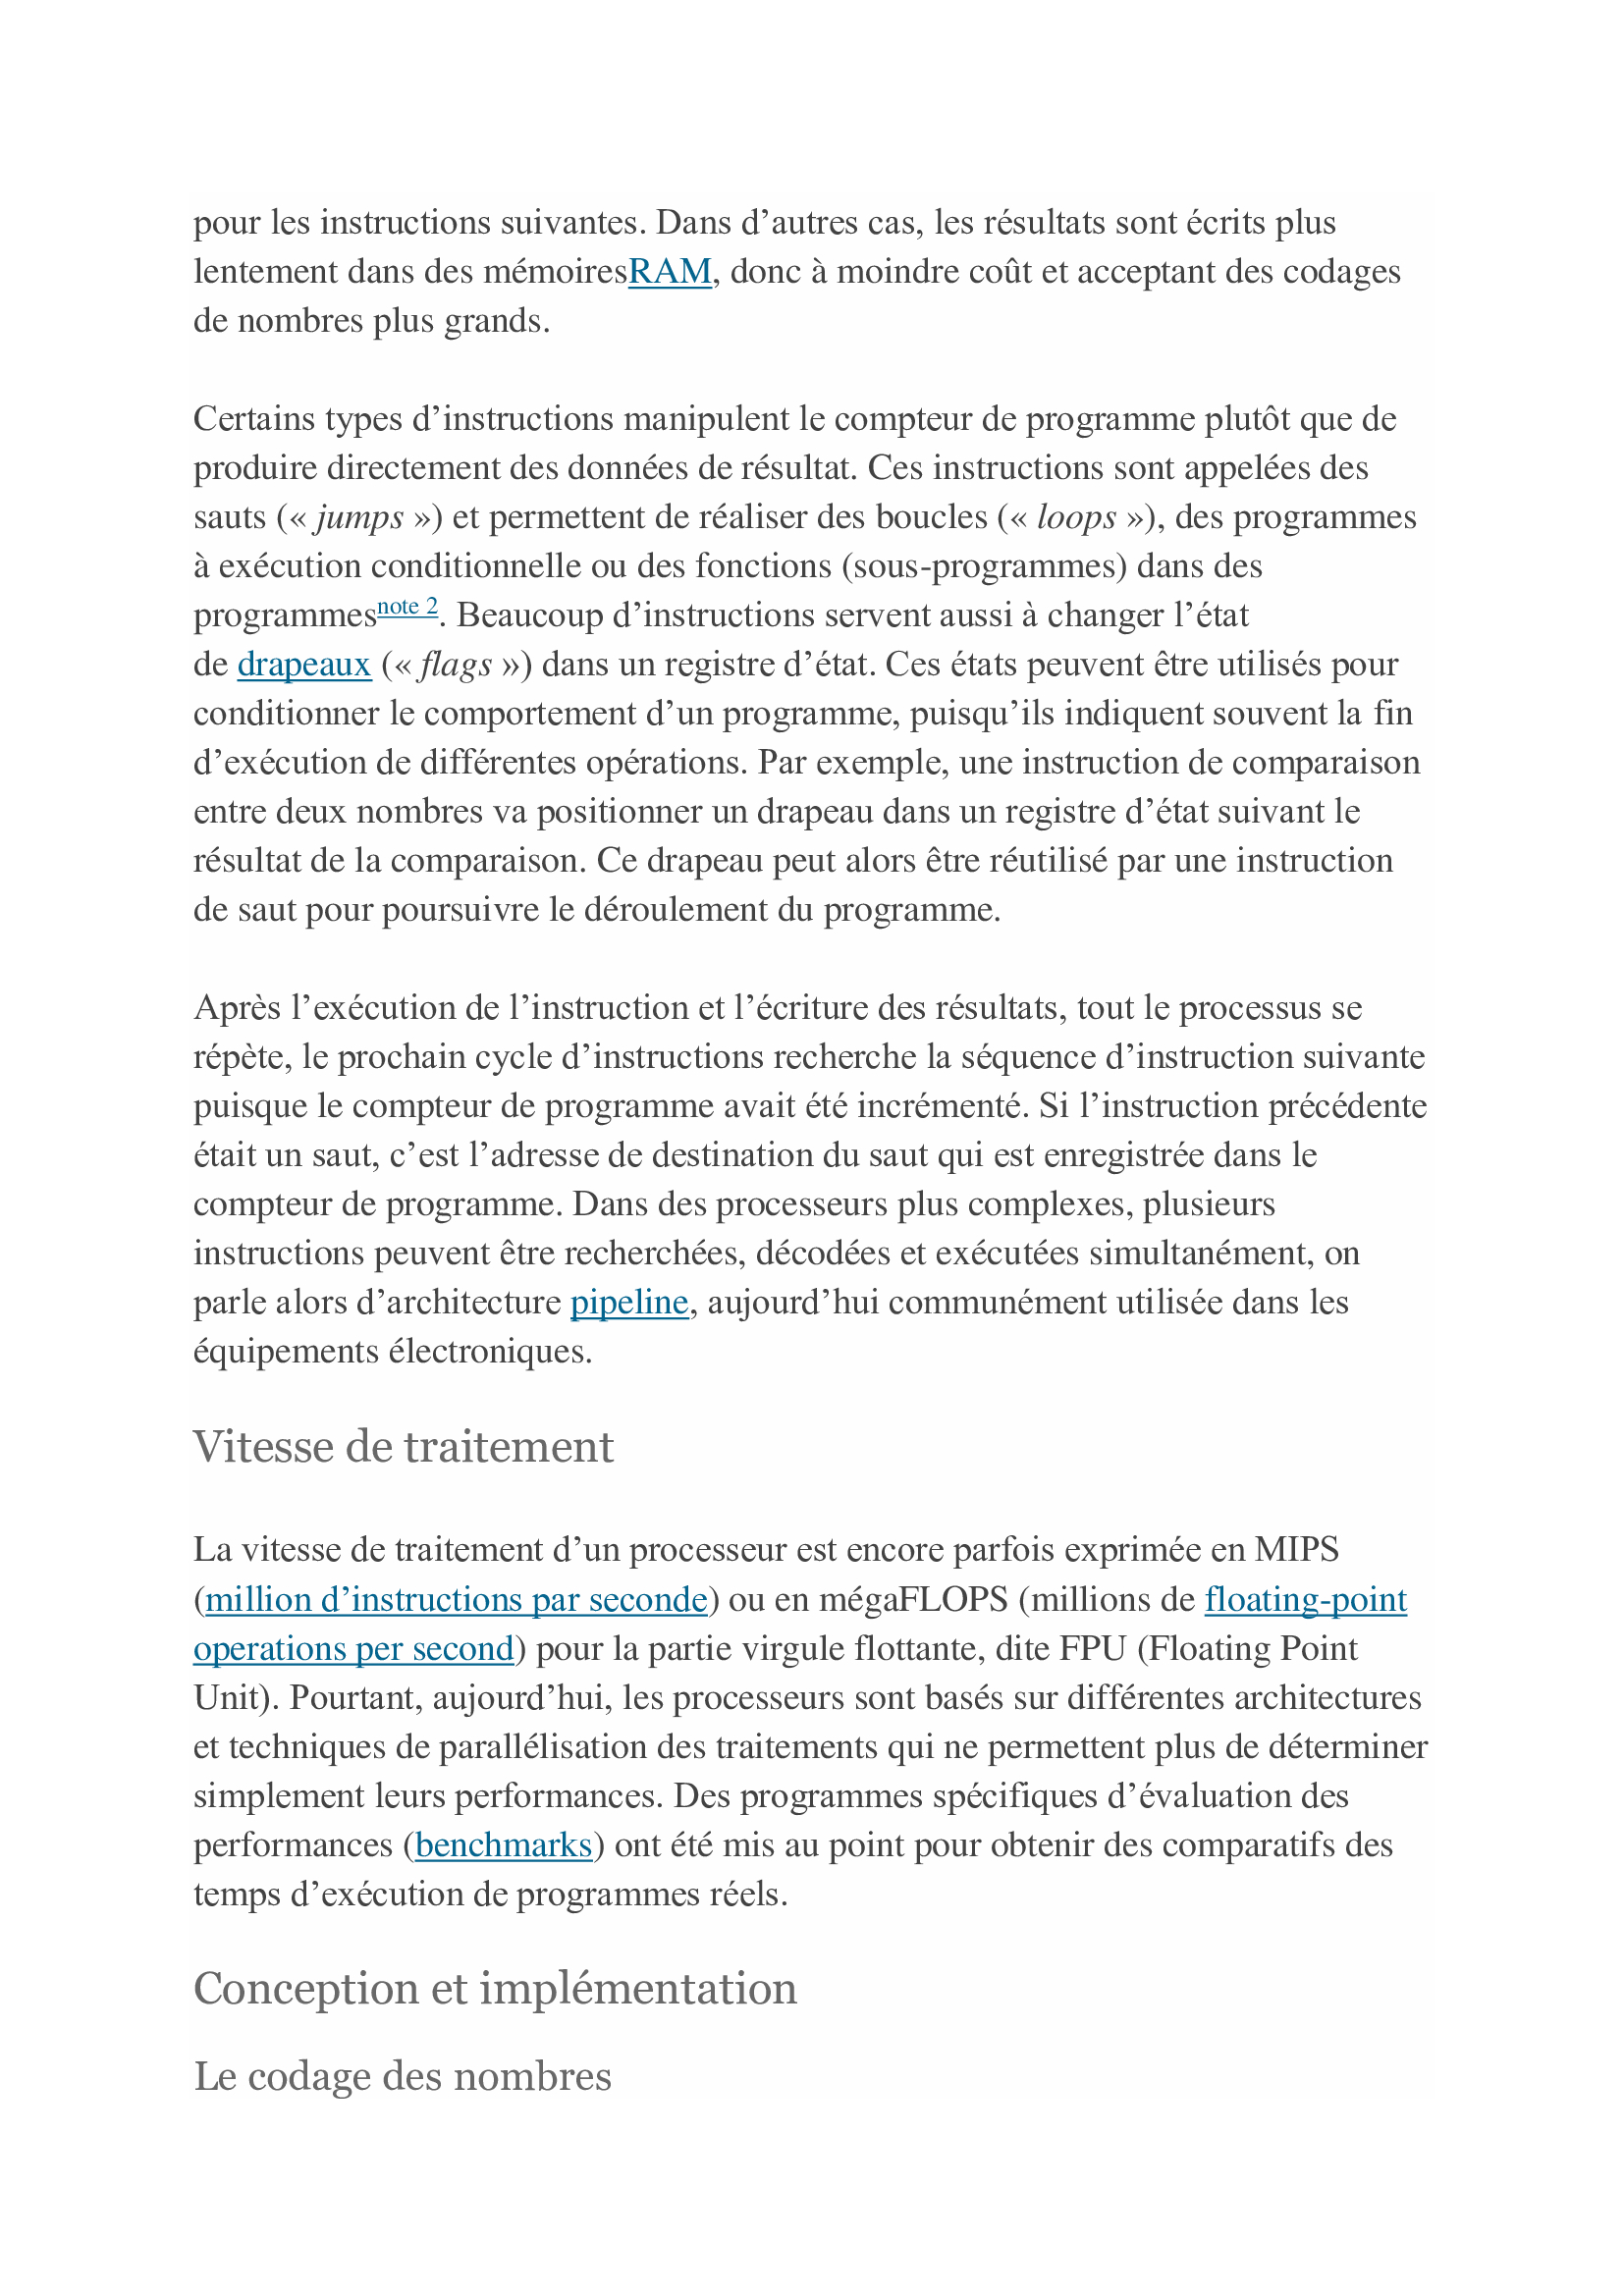 pour les instructions suivantes. Dans d’autres cas, les résultats sont écrits plus
lentement dans des mémoiresRAM, donc à moindre coût et acceptant des codages
de nombres plus grands.
Certains types d’instructions manipulent le compteur de programme plutôt que de
produire directement des données de résultat. Ces instructions sont appelées des
sauts (« jumps ») et permettent de réaliser des boucles (« loops »), des programmes
à exécution conditionnelle ou des fonctions (sous-programmes) dans des
programmesnote 2. Beaucoup d’instructions servent aussi à changer l’état
de drapeaux (« flags ») dans un registre d’état. Ces états peuvent être utilisés pour
conditionner le comportement d’un programme, puisqu’ils indiquent souvent la fin
d’exécution de différentes opérations. Par exemple, une instruction de comparaison
entre deux nombres va positionner un drapeau dans un registre d’état suivant le
résultat de la comparaison. Ce drapeau peut alors être réutilisé par une instruction
de saut pour poursuivre le déroulement du programme.
Après l’exécution de l’instruction et l’écriture des résultats, tout le processus se
répète, le prochain cycle d’instructions recherche la séquence d’instruction suivante
puisque le compteur de programme avait été incrémenté. Si l’instruction précédente
était un saut, c’est l’adresse de destination du saut qui est enregistrée dans le
compteur de programme. Dans des processeurs plus complexes, plusieurs
instructions peuvent être recherchées, décodées et exécutées simultanément, on
parle alors d’architecture pipeline, aujourd’hui communément utilisée dans les
équipements électroniques.
Vitesse de traitement
La vitesse de traitement d’un processeur est encore parfois exprimée en MIPS
(million d’instructions par seconde) ou en mégaFLOPS (millions de floating-point
operations per second) pour la partie virgule flottante, dite FPU (Floating Point
Unit). Pourtant, aujourd’hui, les processeurs sont basés sur différentes architectures
et techniques de parallélisation des traitements qui ne permettent plus de déterminer
simplement leurs performances. Des programmes spécifiques d’évaluation des
performances (benchmarks) ont été mis au point pour obtenir des comparatifs des
temps d’exécution de programmes réels.
Conception et implémentation
Le codage des nombres